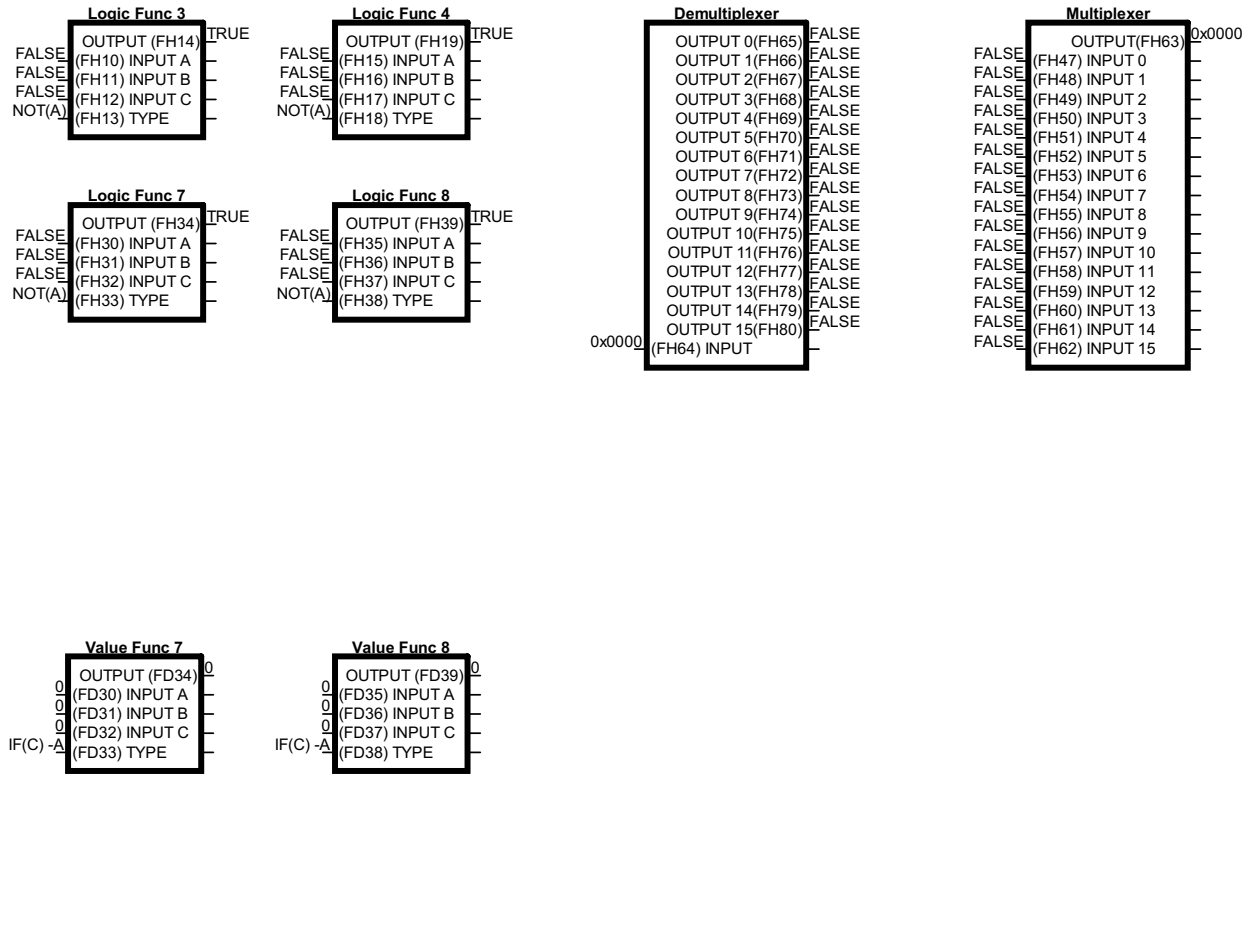 Logic Func 3
OUTPUT (FH14) TRUE
FALSE (FH10) INPUT A
FALSE (FH11) INPUT B
FALSE (FH12) INPUT C
NOT(A) (FH13) TYPE
Logic Func 4
OUTPUT (FH19) TRUE
FALSE (FH15) INPUT A
FALSE (FH16) INPUT B
FALSE (FH17) INPUT C
NOT(A) (FH18) TYPE
Logic Func 7
OUTPUT (FH34) TRUE
FALSE (FH30) INPUT A
FALSE (FH31) INPUT B
FALSE (FH32) INPUT C
NOT(A) (FH33) TYPE
Logic Func 8
OUTPUT (FH39) TRUE
FALSE (FH35) INPUT A
FALSE (FH36) INPUT B
FALSE (FH37) INPUT C
NOT(A) (FH38) TYPE
Demultiplexer
OUTPUT 0(FH65) FALSE
OUTPUT 1(FH66) FALSE
OUTPUT 2(FH67) FALSE
OUTPUT 3(FH68) FALSE
OUTPUT 4(FH69) FALSE
OUTPUT 5(FH70) FALSE
OUTPUT 6(FH71) FALSE
OUTPUT 7(FH72) FALSE
OUTPUT 8(FH73) FALSE
OUTPUT 9(FH74) FALSE
OUTPUT 10(FH75) FALSE
OUTPUT 11(FH76) FALSE
OUTPUT 12(FH77) FALSE
OUTPUT 13(FH78) FALSE
OUTPUT 14(FH79) FALSE
OUTPUT 15(FH80) FALSE
0x0000 (FH64) INPUT
Multiplexer
OUTPUT(FH63) 0x0000
FALSE (FH47) INPUT 0
FALSE (FH48) INPUT 1
FALSE (FH49) INPUT 2
FALSE (FH50) INPUT 3
FALSE (FH51) INPUT 4
FALSE (FH52) INPUT 5
FALSE (FH53) INPUT 6
FALSE (FH54) INPUT 7
FALSE (FH55) INPUT 8
FALSE (FH56) INPUT 9
FALSE (FH57) INPUT 10
FALSE (FH58) INPUT 11
FALSE (FH59) INPUT 12
FALSE (FH60) INPUT 13
FALSE (FH61) INPUT 14
FALSE (FH62) INPUT 15
Value Func 7
OUTPUT (FD34) 0
0 (FD30) INPUT A
0 (FD31) INPUT B
0 (FD32) INPUT C
IF(C) -A (FD33) TYPE
Value Func 8
OUTPUT (FD39) 0
0 (FD35) INPUT A
0 (FD36) INPUT B
0 (FD37) INPUT C
IF(C) -A (FD38) TYPE